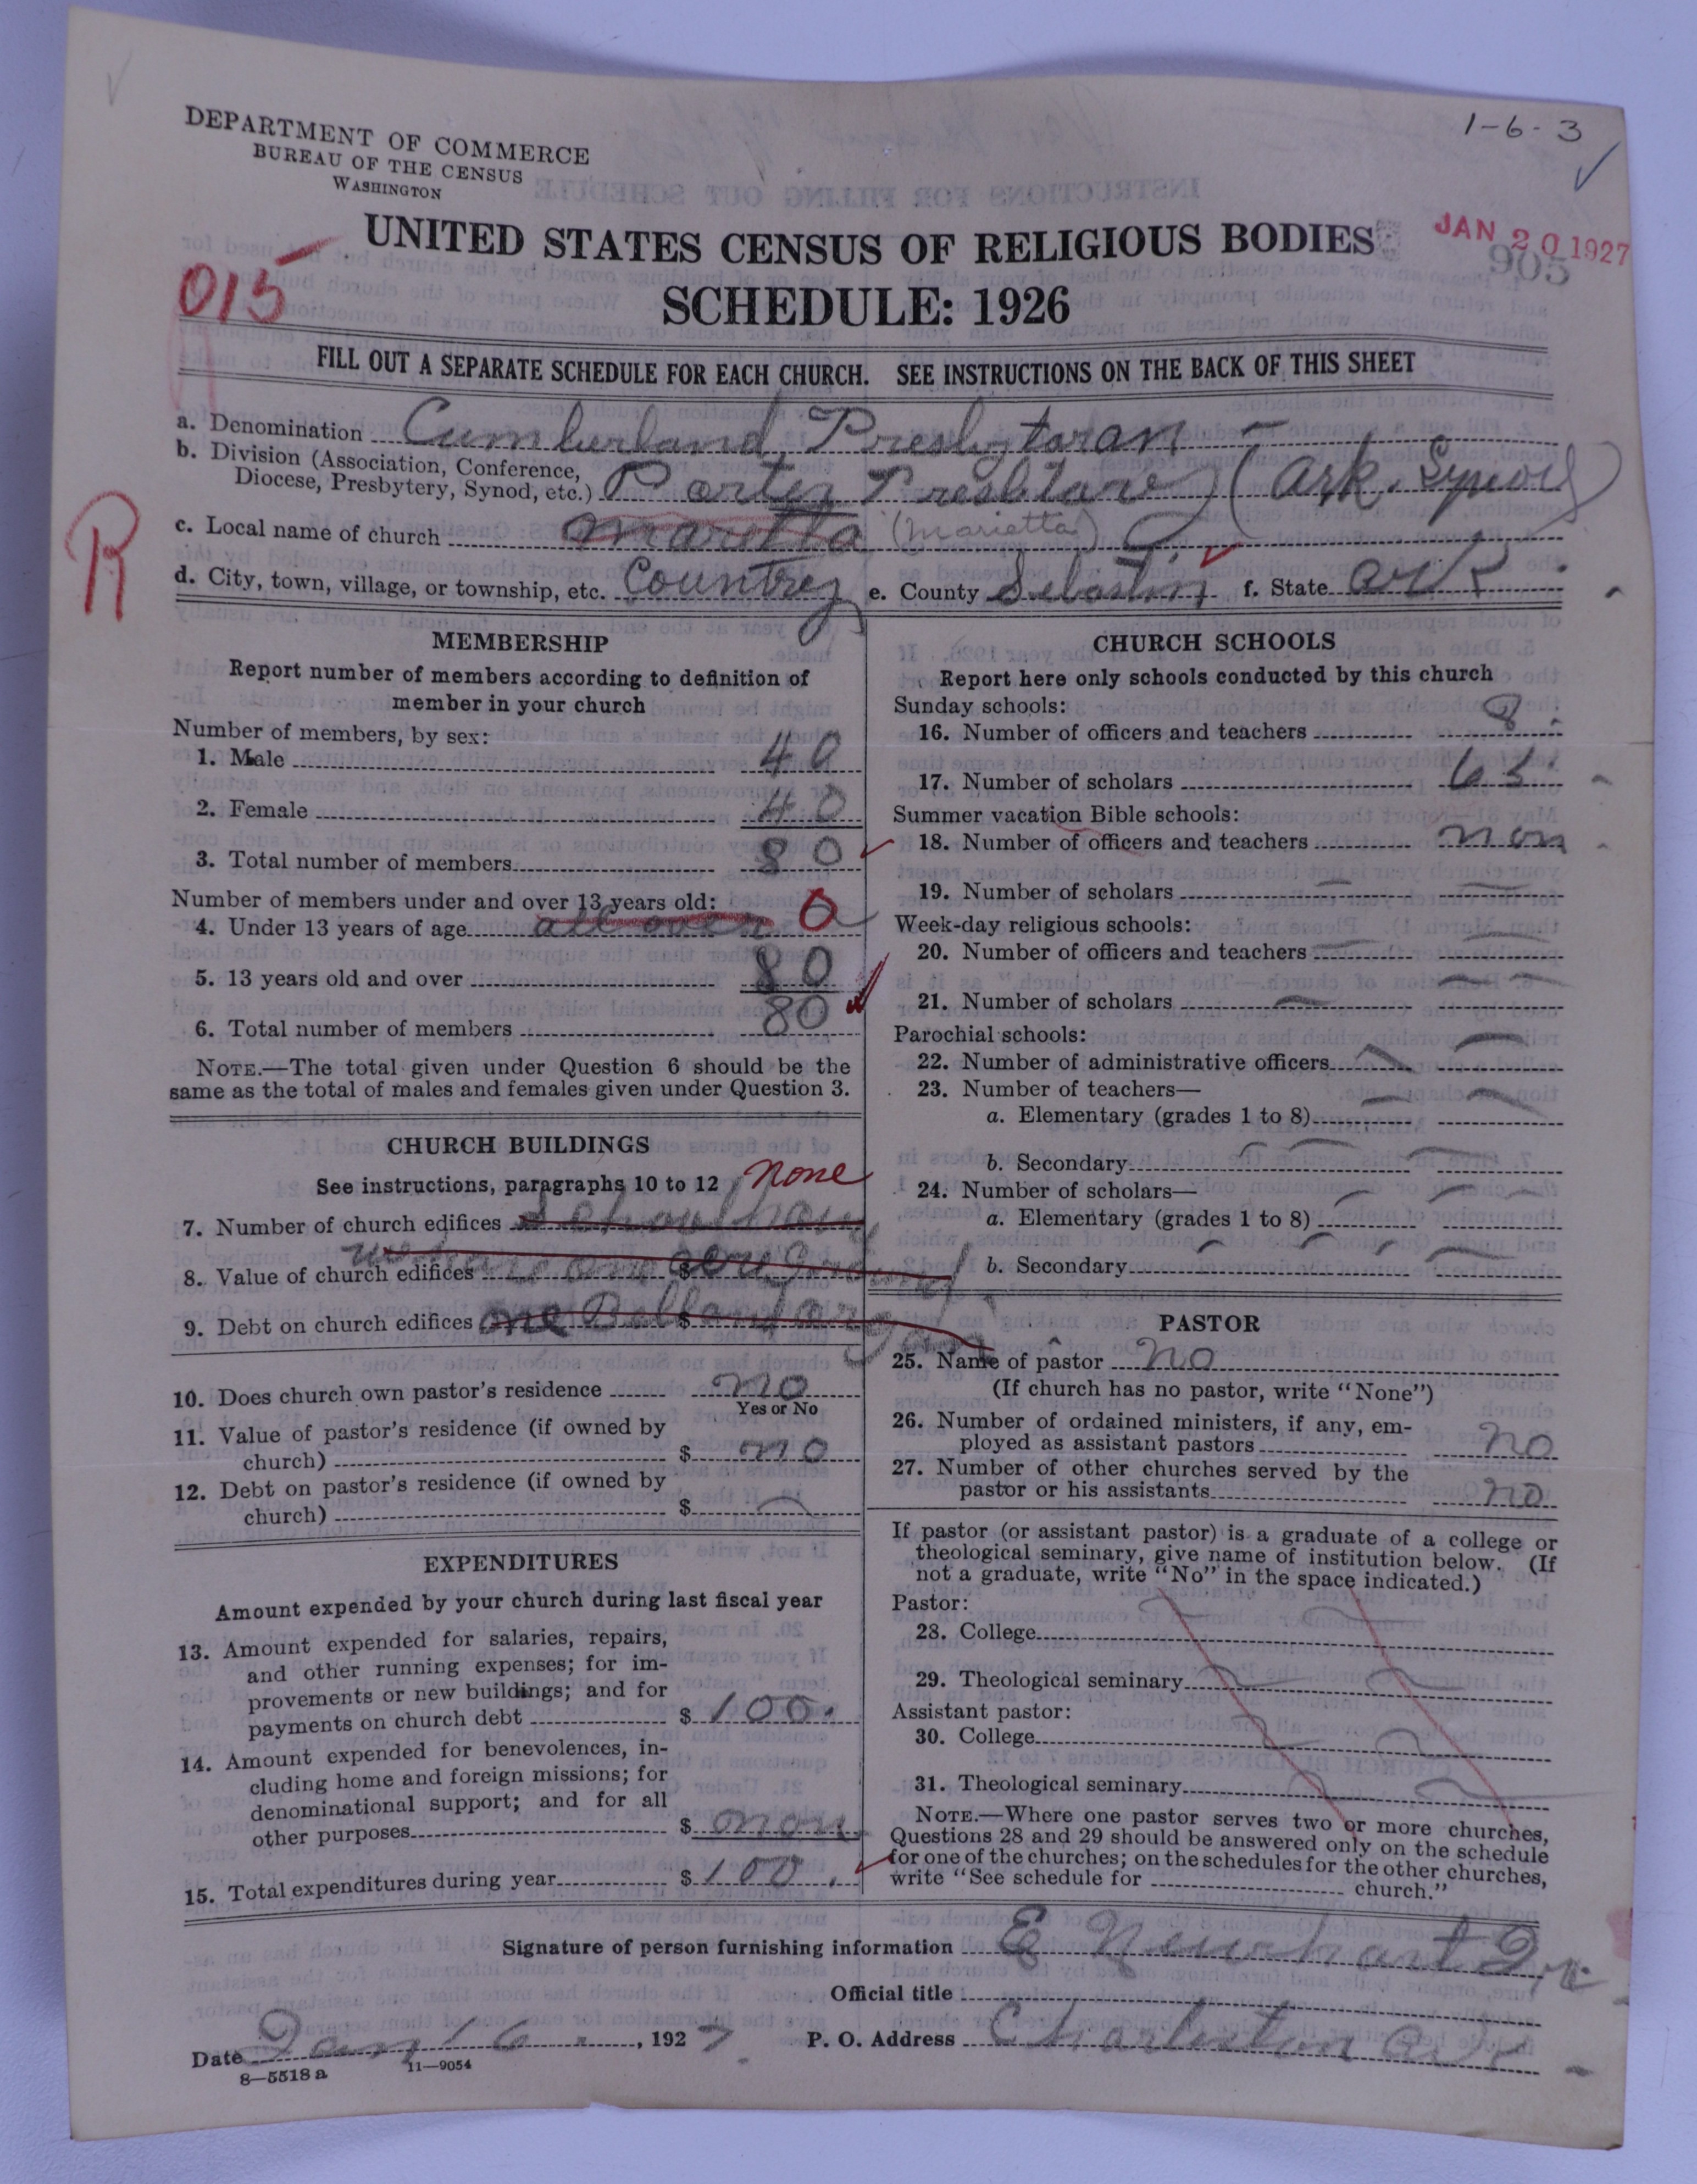 1-6-3
DEPARTMENT OF COMMERCE
BUREAU OF THE CENSUS
WASHINGTON
UNITED STATES CENSUS OF RELIGIOUS BODIES
JAN 20 1927
905
015
SCHEDULE: 1926
FILL OUT A SEPARATE SCHEDULE FOR EACH CHURCH. SEE INSTRUCTIONS ON THE BACK OF THIS SHEET
a. Denomination Cumberland Presbytaran
b. Division (Association, Conference,
Diocese, Presbytery, Synod, etc.) Porter Presbitary (Ark. Synod)
R
c. Local name of church Maretta (Marietta)
d. City, town, village, or township, etc. Country e. County Sebastin f. State Ark
MEMBERSHIP
Report number of members according to definition of
member in your church
Number of members, by sex:
1. Male 40
2. Female 40
3. Total number of members 80
Number of members under and over 13 years old:
4. Under 13 years of age all over 0
5. 13 years old and over 80
6. Total number of members 80
NOTE.—The total given under Question 6 should be the
same as the total of males and females given under Question 3.
CHURCH BUILDINGS
See instructions, paragraphs 10 to 12 none
7. Number of church edifices School
8. Value of church edifices $
9. Debt on church edifices one $
10. Does church own pastor's residence no
Yes or No
11. Value of pastor's residence (if owned by
church) $ no
12. Debt on pastor's residence (if owned by
church) $
EXPENDITURES
Amount expended by your church during last fiscal year
13. Amount expended for salaries, repairs,
and other running expenses; for im-
provements or new buildings; and for
payments on church debt $ 100.
14. Amount expended for benevolences, in-
cluding home and foreign missions; for
denominational support; and for all
other purposes $ non
15. Total expenditures during year $ 100.
CHURCH SCHOOLS
Report here only schools conducted by this church
Sunday schools:
16. Number of officers and teachers 8
17. Number of scholars 65
Summer vacation Bible schools:
18. Number of officers and teachers non
19. Number of scholars
Week-day religious schools:
20. Number of officers and teachers
21. Number of scholars
Parochial schools:
22. Number of administrative officers
23. Number of teachers—
a. Elementary (grades 1 to 8)
b. Secondary
24. Number of scholars—
a. Elementary (grades 1 to 8)
b. Secondary
PASTOR
25. Name of pastor no
(If church has no pastor, write "None")
26. Number of ordained ministers, if any, em-
ployed as assistant pastors no
27. Number of other churches served by the
pastor or his assistants no
If pastor (or assistant pastor) is a graduate of a college or
theological seminary, give name of institution below. (If
not a graduate, write "No" in the space indicated.)
Pastor:
28. College
29. Theological seminary
Assistant pastor:
30. College
31. Theological seminary
NOTE.—Where one pastor serves two or more churches,
Questions 28 and 29 should be answered only on the schedule
for one of the churches; on the schedules for the other churches,
write "See schedule for church."
Signature of person furnishing information E Newhart Jr.
Official title
Date Jan 16, 1927. P. O. Address Charleston Ark
8—5518 a 11—9054